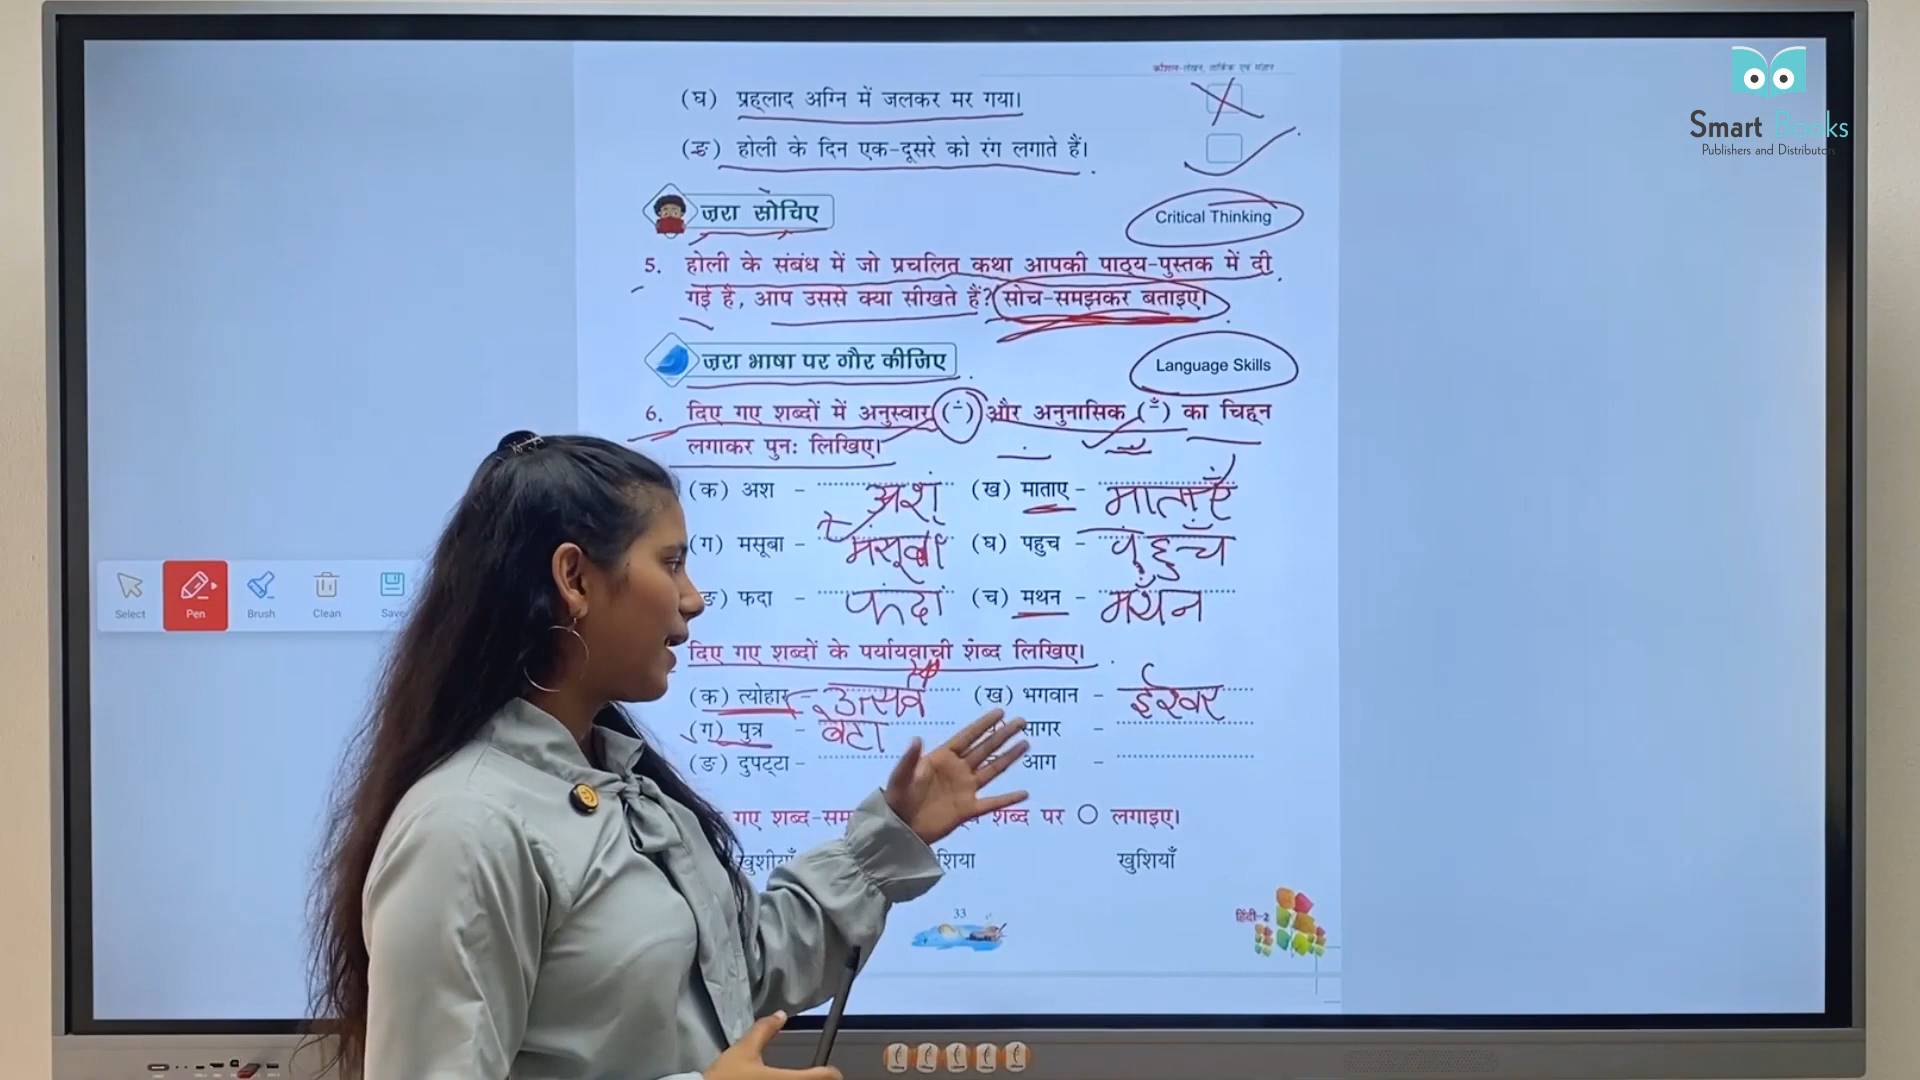 कौशल-लेखन, तार्किक एवं संज्ञान
Smart Books
Publishers and Distributors
(घ) प्रह्लाद अग्नि में जलकर मर गया।
(ङ) होली के दिन एक-दूसरे को रंग लगाते हैं।
ज़रा सोचिए
Critical Thinking
5. होली के संबंध में जो प्रचलित कथा आपकी पाठ्य-पुस्तक में दी
गई है, आप उससे क्या सीखते हैं? सोच-समझकर बताइए।
ज़रा भाषा पर गौर कीजिए
Language Skills
6. दिए गए शब्दों में अनुस्वार (ं) और अनुनासिक (ँ) का चिह्न
लगाकर पुनः लिखिए।
(क) अश - अंश (ख) माताए - माताएँ
(ग) मसूबा - मंसूबा (घ) पहुच - पहुँच
ङ) फदा - फंदा (च) मथन - मँथन
दिए गए शब्दों के पर्यायवाची शब्द लिखिए।
(क) त्योहार - उत्सव (ख) भगवान - ईश्वर
(ग) पुत्र - बेटा सागर -
(ङ) दुपट्टा - आग -
गए शब्द-सम शब्द पर ○ लगाइए।
खुशीयाँ शिया खुशियाँ
33
हिंदी-2
Select Pen Brush Clean Save